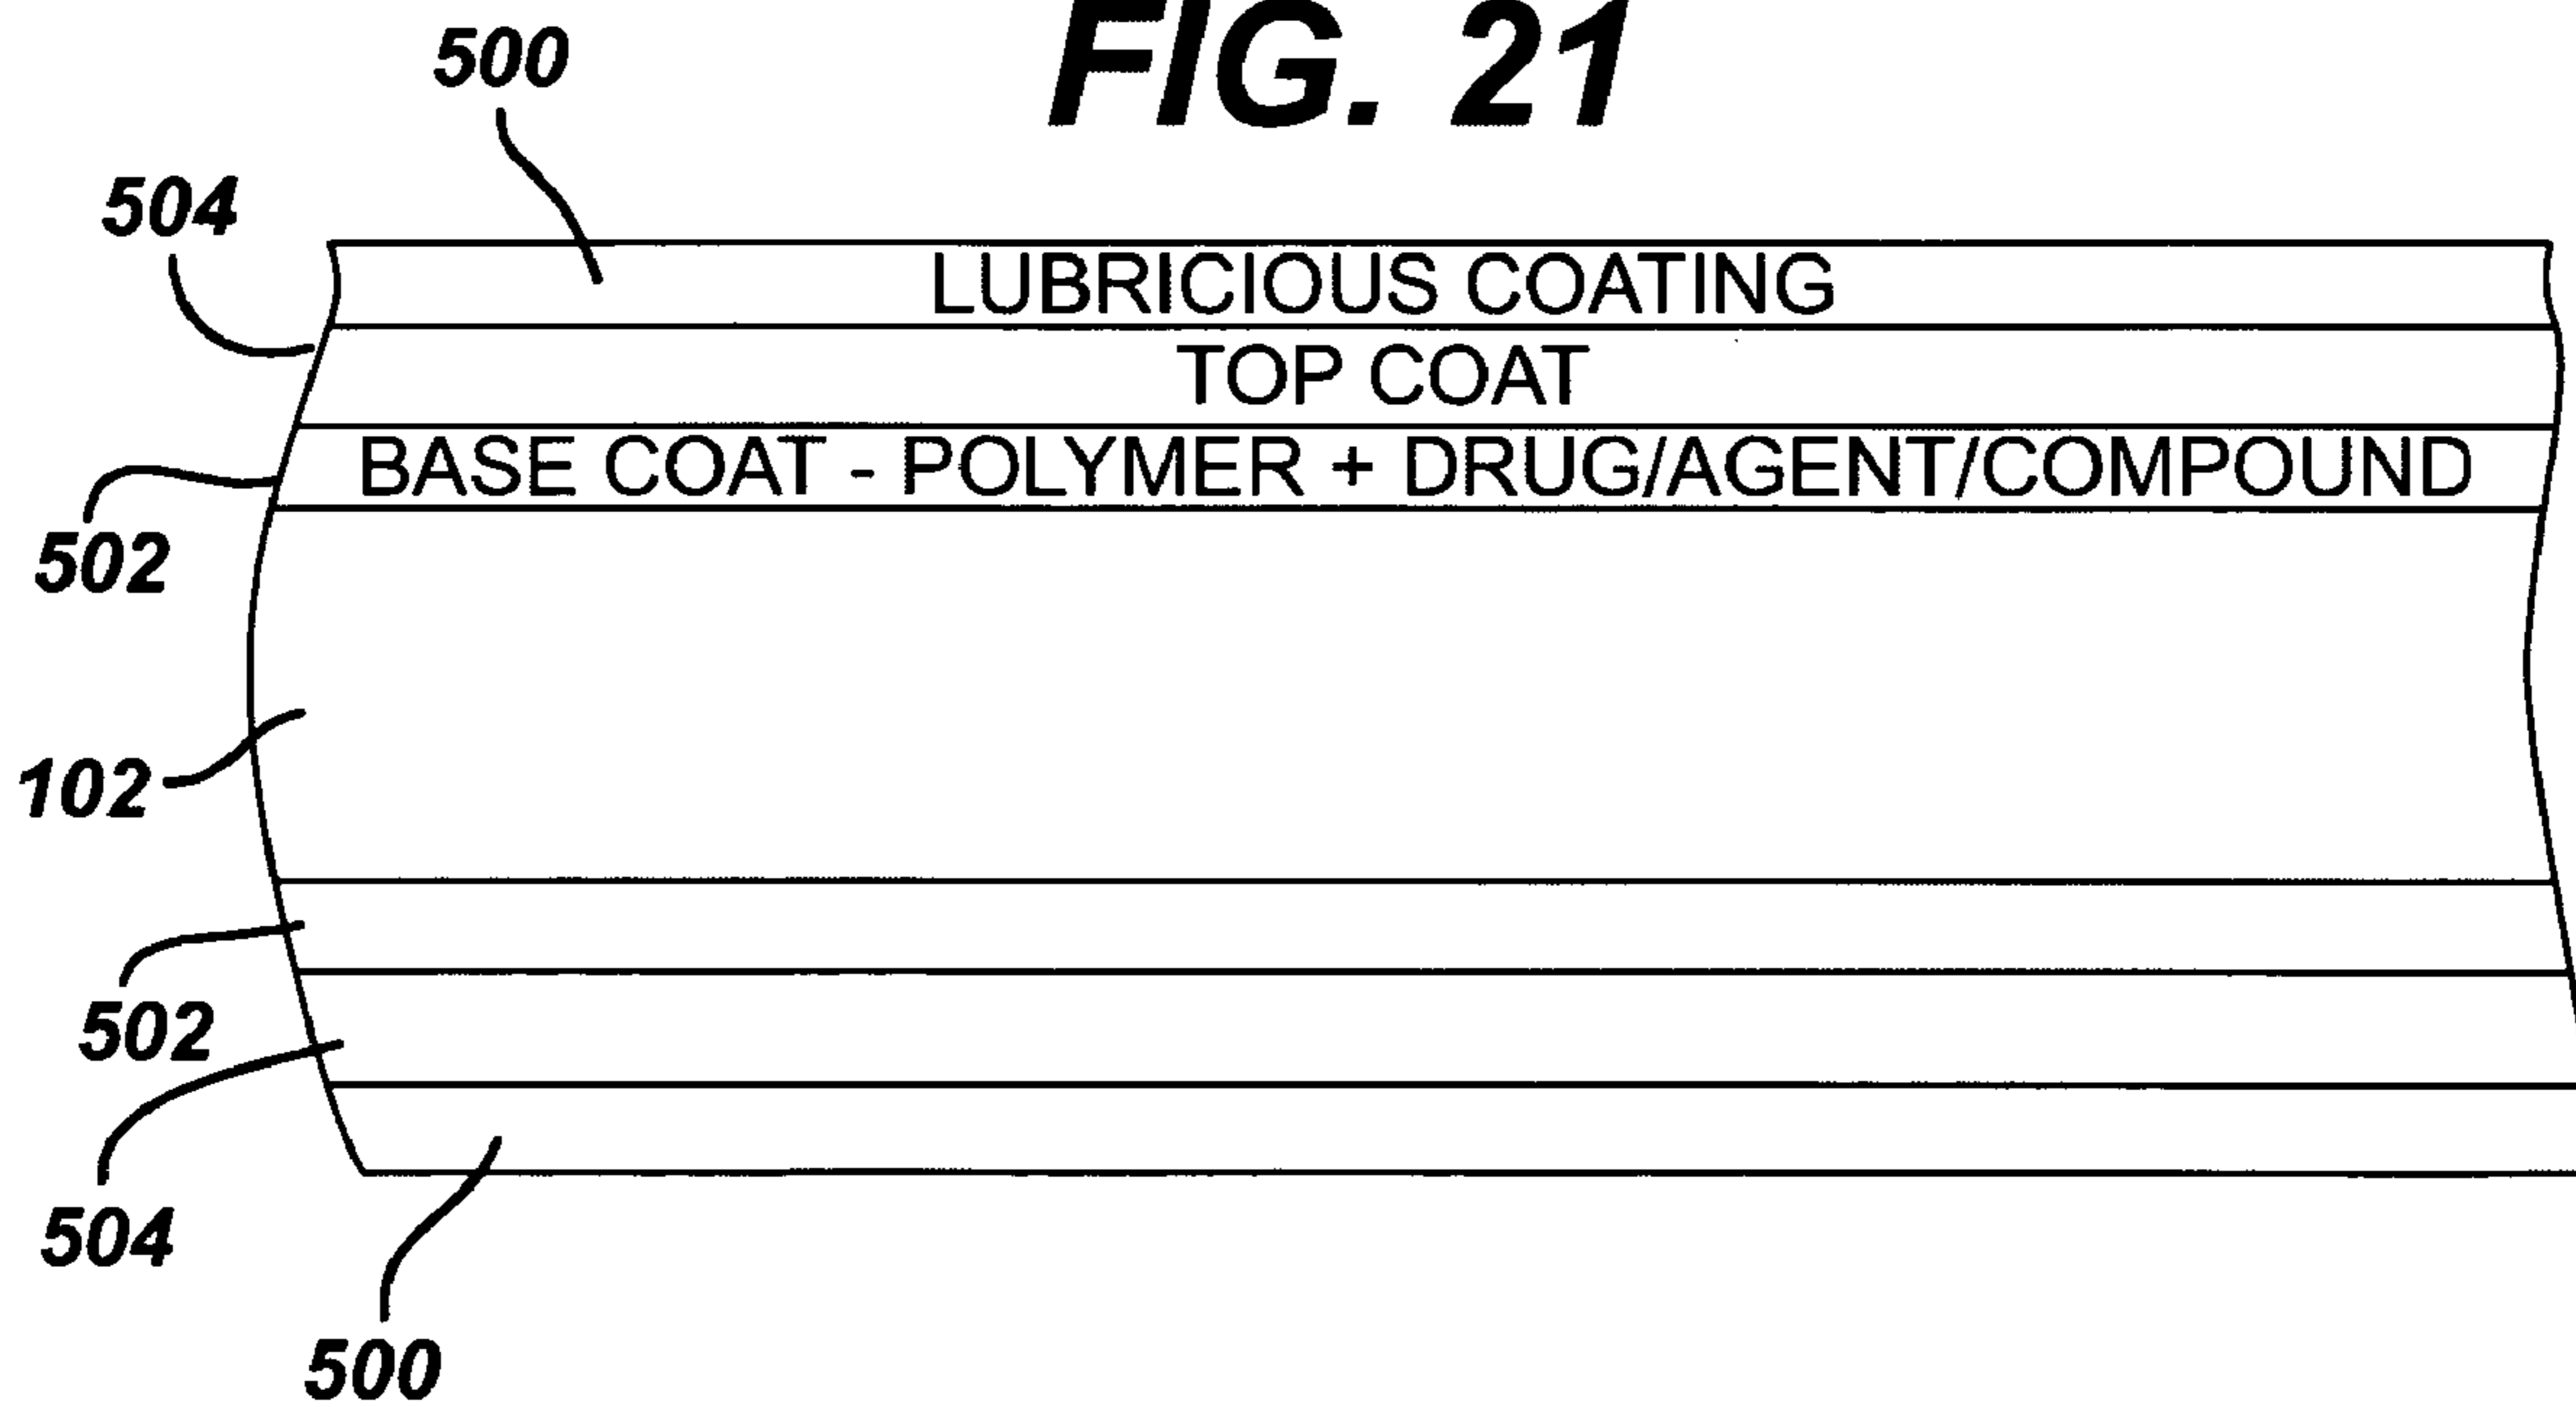 FIG. 21
500
504
LUBRICIOUS COATING
TOP COAT
BASE COAT - POLYMER + DRUG/AGENT/COMPOUND
502
102
502
504
500